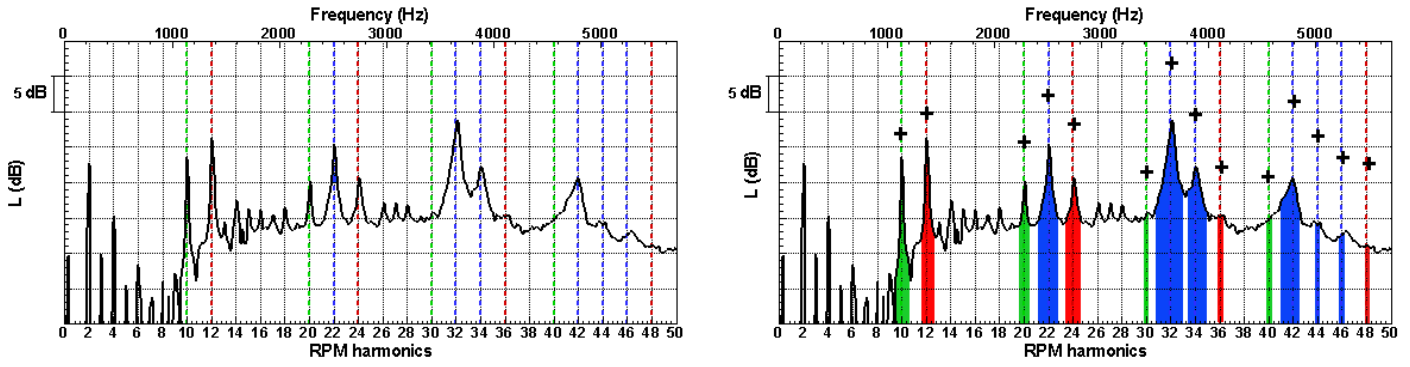 Frequency (Hz)
0 1000 2000 3000 4000 5000
5 dB
L (dB)
0 2 4 6 8 10 12 14 16 18 20 22 24 26 28 30 32 34 36 38 40 42 44 46 48 50
RPM harmonics
Frequency (Hz)
0 1000 2000 3000 4000 5000
5 dB
L (dB)
0 2 4 6 8 10 12 14 16 18 20 22 24 26 28 30 32 34 36 38 40 42 44 46 48 50
RPM harmonics